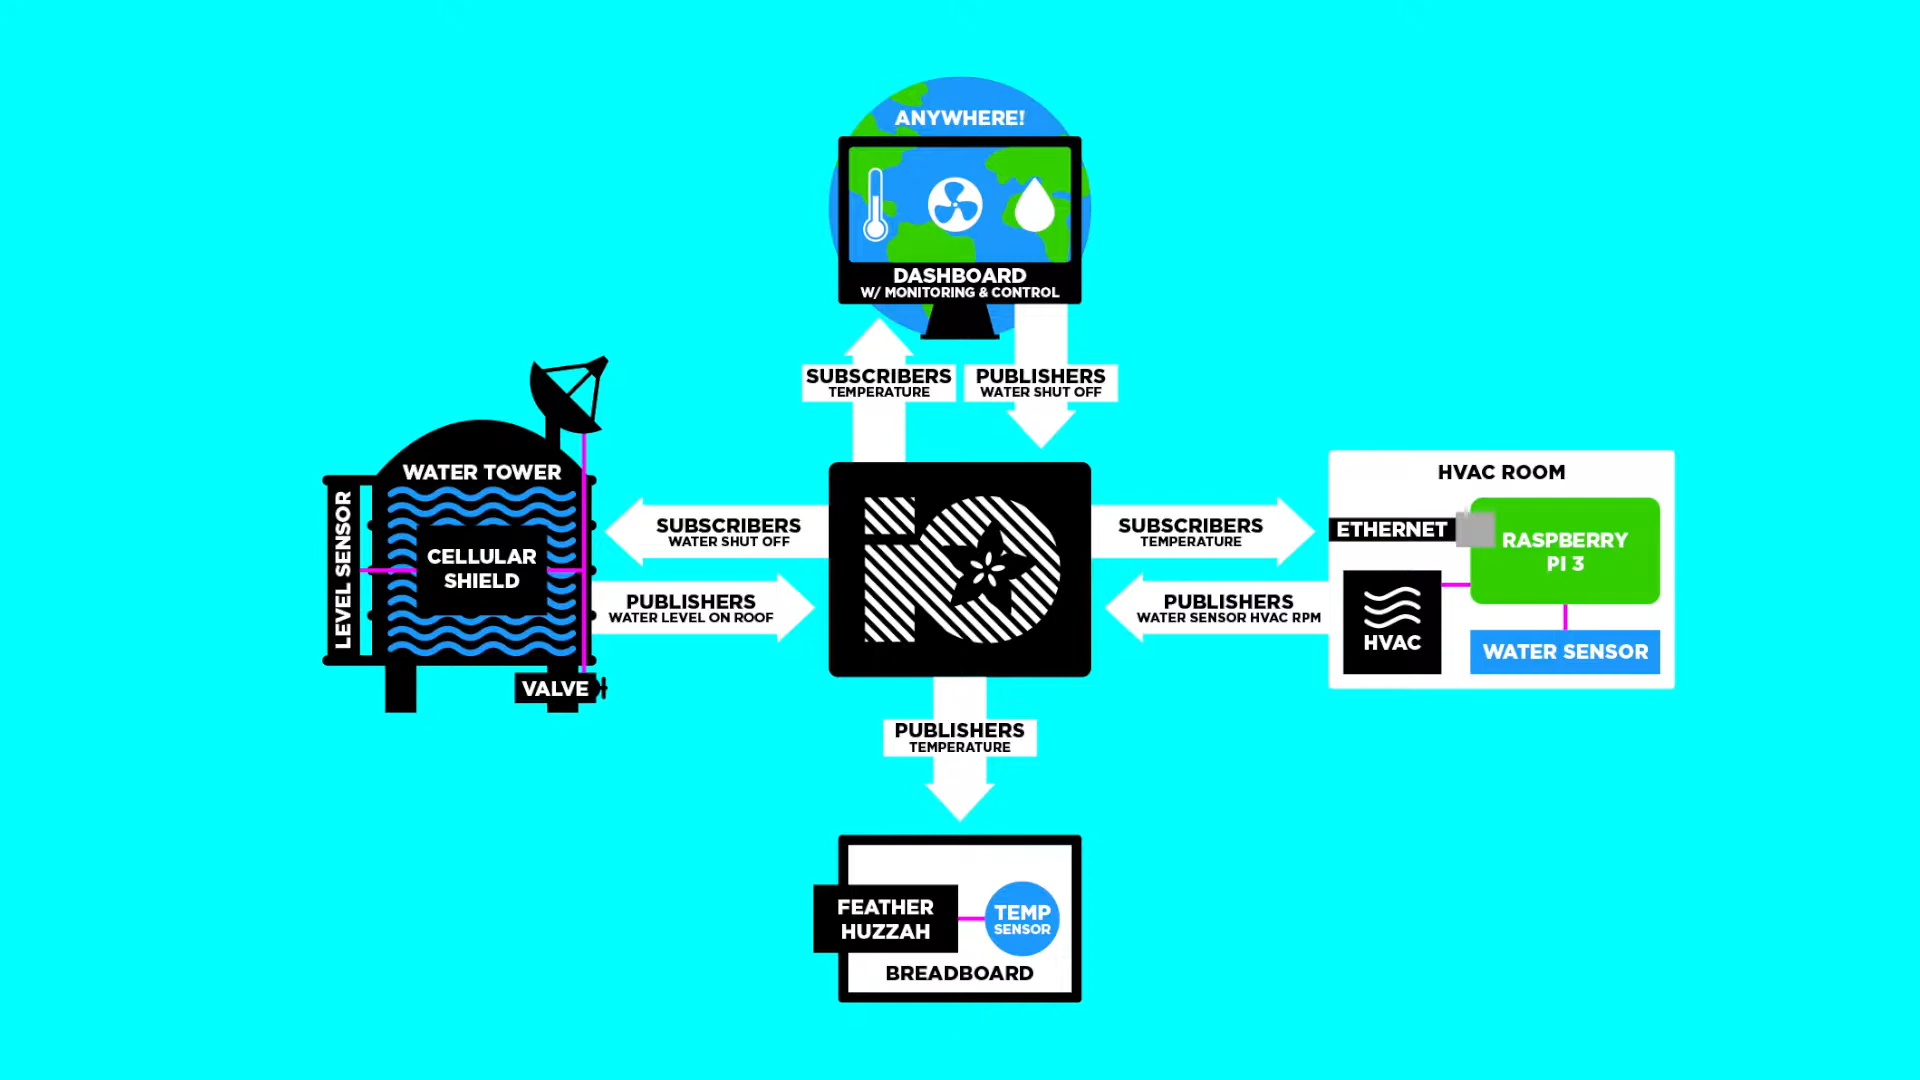 ANYWHERE!
DASHBOARD
W/ MONITORING & CONTROL
SUBSCRIBERS
TEMPERATURE
PUBLISHERS
WATER SHUT OFF
WATER TOWER
LEVEL SENSOR
CELLULAR
SHIELD
VALVE
SUBSCRIBERS
WATER SHUT OFF
PUBLISHERS
WATER LEVEL ON ROOF
io
SUBSCRIBERS
TEMPERATURE
PUBLISHERS
WATER SENSOR HVAC RPM
HVAC ROOM
ETHERNET
RASPBERRY
PI 3
HVAC
WATER SENSOR
PUBLISHERS
TEMPERATURE
FEATHER
HUZZAH
TEMP
SENSOR
BREADBOARD